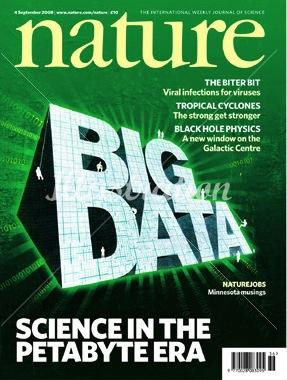 4 September 2008 | www.nature.com/nature | £10
THE INTERNATIONAL WEEKLY JOURNAL OF SCIENCE
nature
THE BITER BIT
Viral infections for viruses
TROPICAL CYCLONES
The strong get stronger
BLACK HOLE PHYSICS
A new window on the
Galactic Centre
BIG
DATA
NATUREJOBS
Minnesota musings
SCIENCE IN THE
PETABYTE ERA